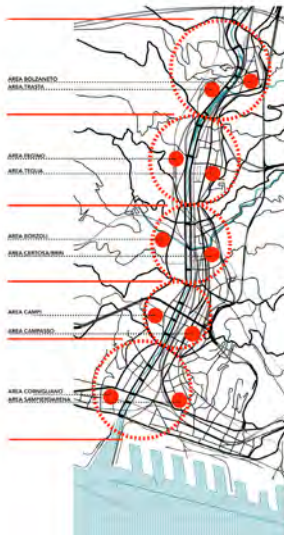 AREA BOLZANETO
AREA TRASTA
AREA FEGINO
AREA TEGLIA
AREA BORZOLI
AREA CERTOSA/BRIN
AREA CAMPI
AREA CAMPASSO
AREA CORNIGLIANO
AREA SAMPIERDARENA